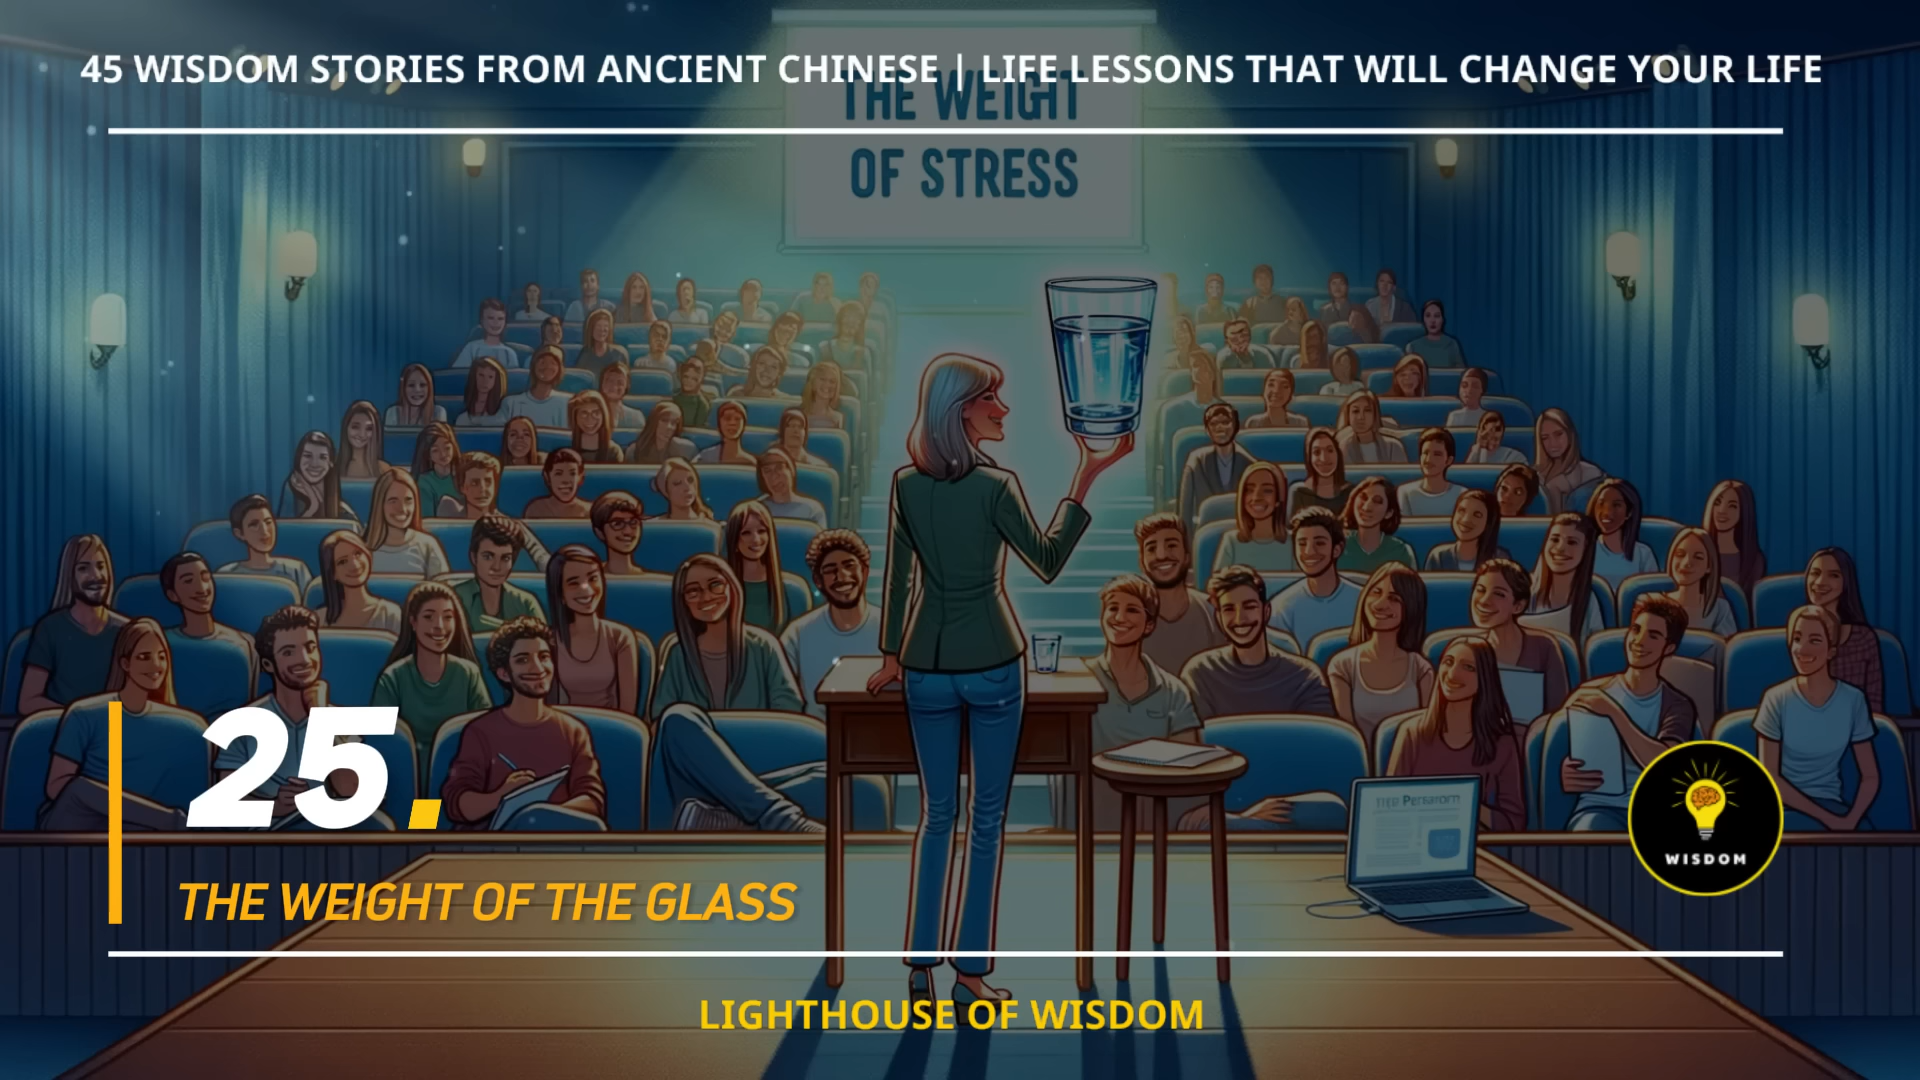 45 WISDOM STORIES FROM ANCIENT CHINESE | LIFE LESSONS THAT WILL CHANGE YOUR LIFE
THE WEIGHT
OF STRESS
25.
THE WEIGHT OF THE GLASS
WISDOM
LIGHTHOUSE OF WISDOM